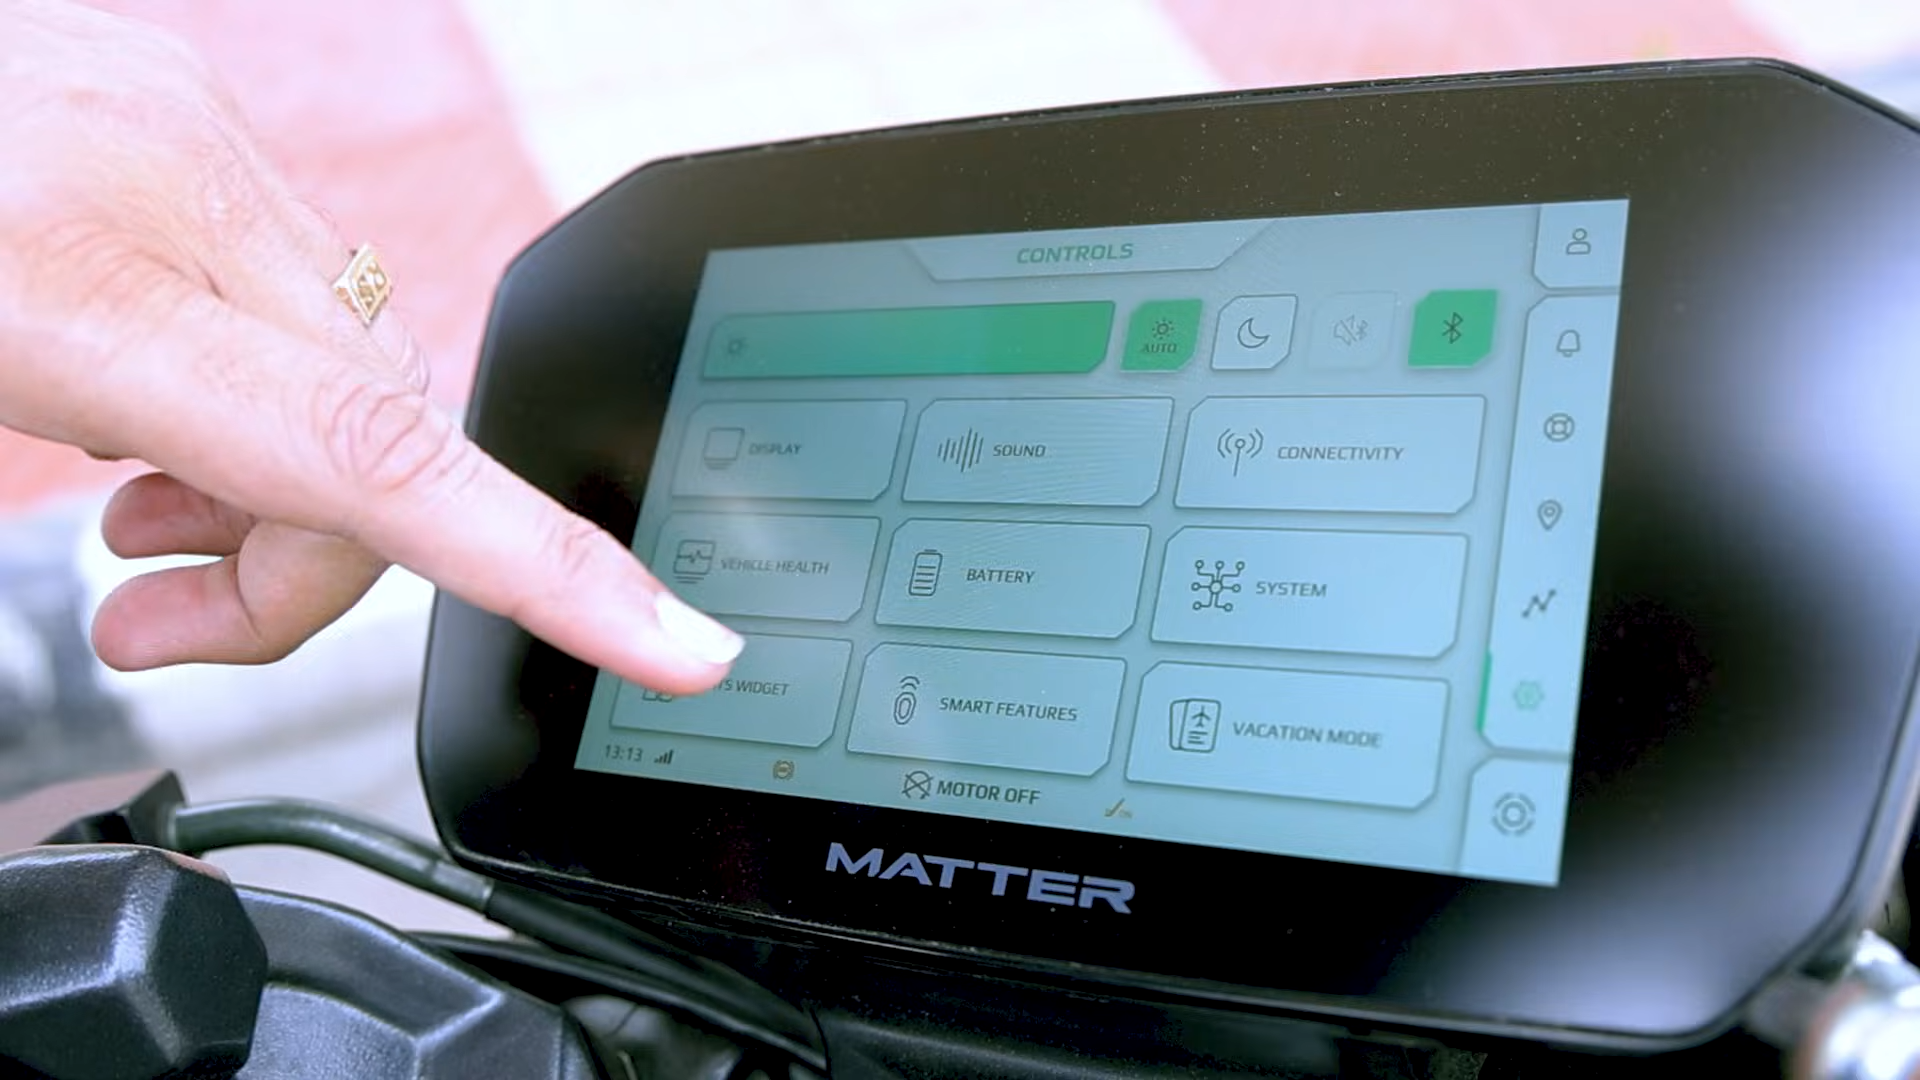 CONTROLS
AUTO
DISPLAY
SOUND
CONNECTIVITY
VEHICLE HEALTH
BATTERY
SYSTEM
WIDGET
SMART FEATURES
VACATION MODE
13:13
MOTOR OFF
MATTER